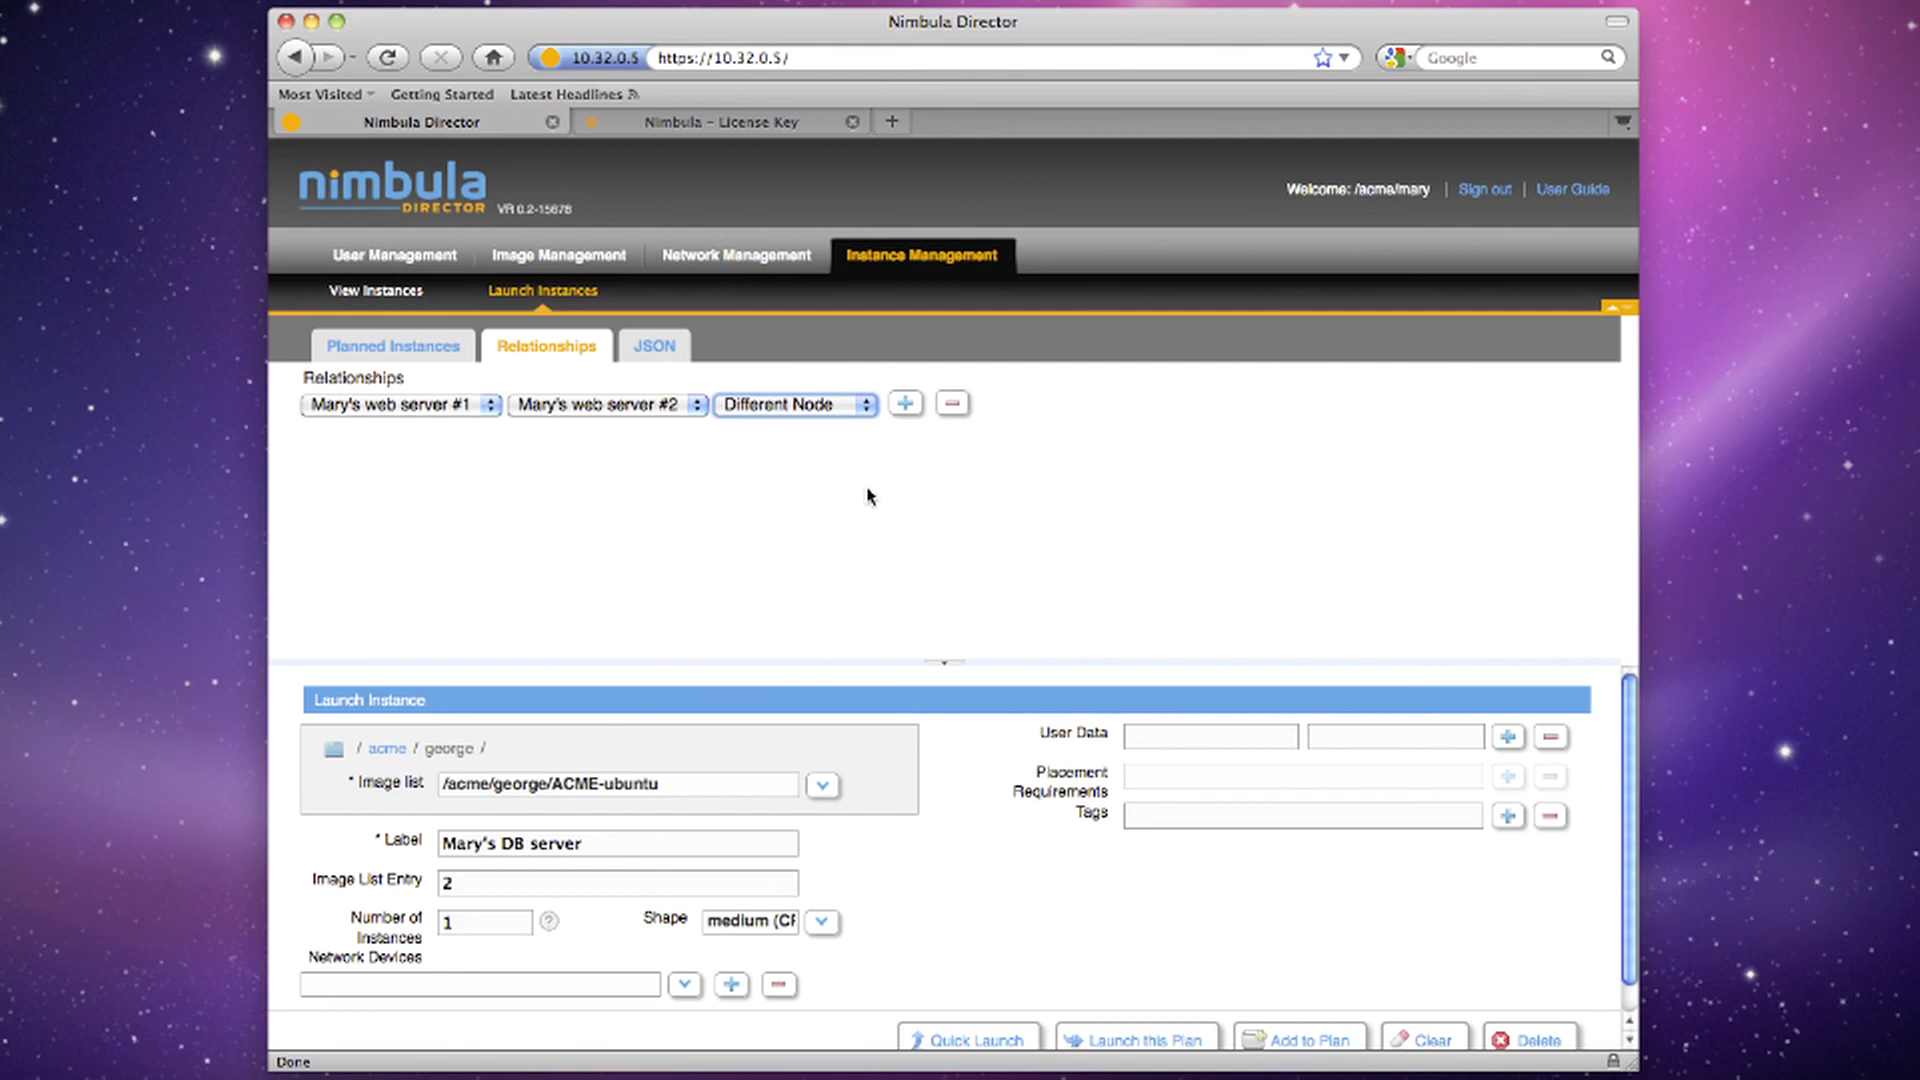 Nimbula Director
10.32.0.5 https://10.32.0.5/ Google
Most Visited Getting Started Latest Headlines
Nimbula Director Nimbula – License Key
nimbula
DIRECTOR VR 0.2-15678
Welcome: /acme/mary | Sign out | User Guide
User Management Image Management Network Management Instance Management
View Instances Launch Instances
Planned Instances Relationships JSON
Relationships
Mary's web server #1 Mary's web server #2 Different Node
Launch Instance
/ acme / george /
* Image list /acme/george/ACME-ubuntu
* Label Mary's DB server
Image List Entry 2
Number of Instances 1 ? Shape medium (CP
Network Devices
User Data
Placement Requirements
Tags
Quick Launch Launch this Plan Add to Plan Clear Delete
Done